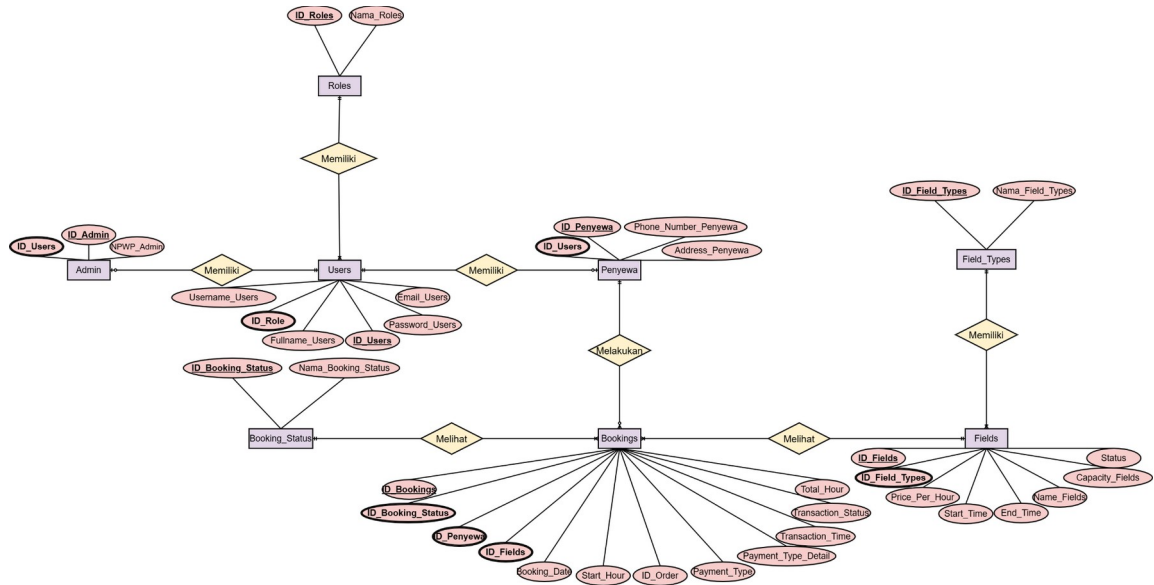 ID_Roles
Nama_Roles
Roles
Memiliki
ID_Field_Types
Nama_Field_Types
ID_Users
ID_Admin
NPWP_Admin
ID_Penyewa
Phone_Number_Penyewa
ID_Users
Address_Penyewa
Field_Types
Admin
Memiliki
Users
Memiliki
Penyewa
Username_Users
Email_Users
ID_Role
Password_Users
Fullname_Users
ID_Users
Memiliki
Melakukan
ID_Booking_Status
Nama_Booking_Status
Booking_Status
Melihat
Bookings
Melihat
Fields
ID_Fields
Status
ID_Field_Types
Capacity_Fields
Price_Per_Hour
Name_Fields
Start_Time
End_Time
ID_Bookings
Total_Hour
ID_Booking_Status
Transaction_Status
ID_Penyewa
Transaction_Time
ID_Fields
Payment_Type_Detail
Booking_Date
Start_Hour
ID_Order
Payment_Type